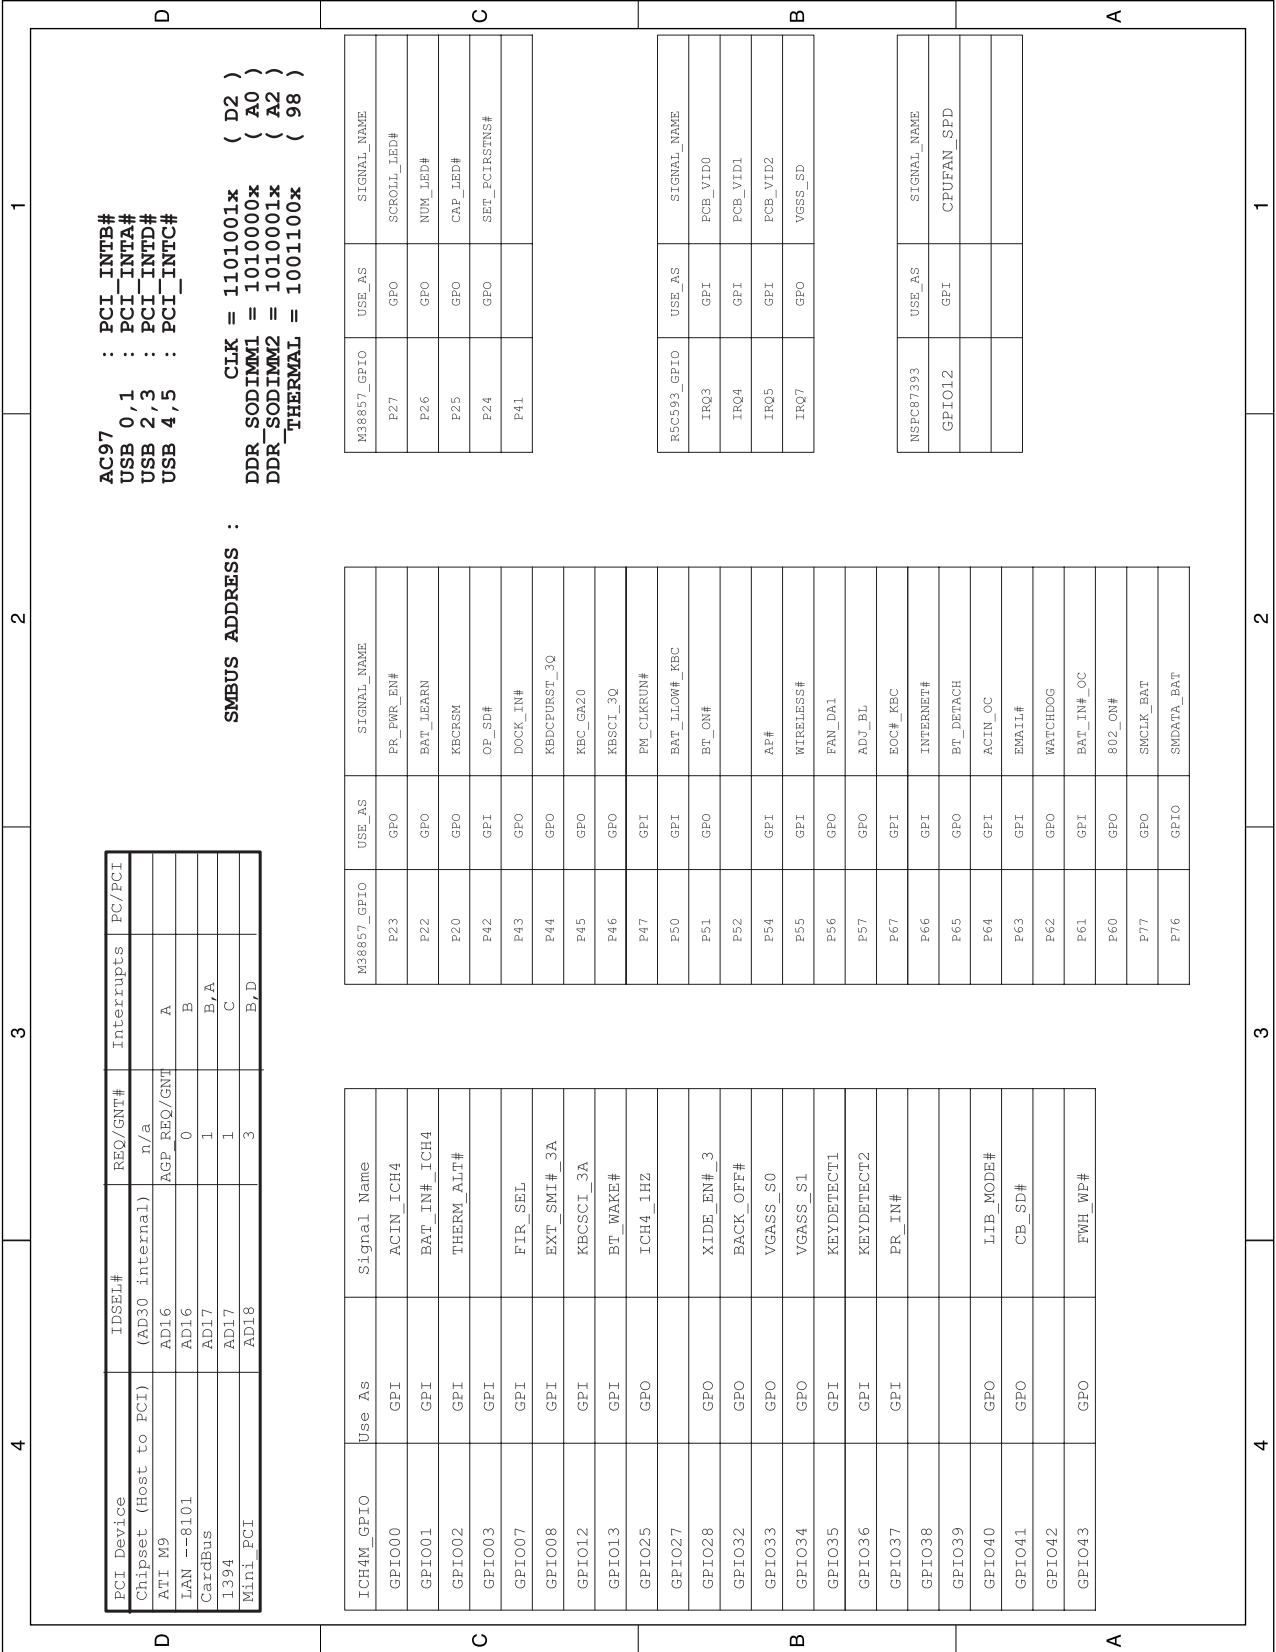 4 3 2 1
D
C
B
A
PCI Device IDSEL# REQ/GNT# Interrupts PC/PCI
Chipset (Host to PCI) (AD30 internal) n/a
ATI M9 AD16 AGP_REQ/GNT A
LAN --8101 AD16 0 B
CardBus AD17 1 B,A
1394 AD17 1 C
Mini_PCI AD18 3 B,D
AC97 : PCI_INTB#
USB 0,1 : PCI_INTA#
USB 2,3 : PCI_INTD#
USB 4,5 : PCI_INTC#
SMBUS ADDRESS : CLK = 1101001x ( D2 )
DDR_SODIMM1 = 1010000x ( A0 )
DDR_SODIMM2 = 1010001x ( A2 )
THERMAL = 1001100x ( 98 )
ICH4M_GPIO Use As Signal Name
GPIO00 GPI ACIN_ICH4
GPIO01 GPI BAT_IN#_ICH4
GPIO02 GPI THERM_ALT#
GPIO03 GPI
GPIO07 GPI FIR_SEL
GPIO08 GPI EXT_SMI#_3A
GPIO12 GPI KBCSCI_3A
GPIO13 GPI BT_WAKE#
GPIO25 GPO ICH4_1HZ
GPIO27
GPIO28 GPO XIDE_EN#_3
GPIO32 GPO BACK_OFF#
GPIO33 GPO VGASS_S0
GPIO34 GPO VGASS_S1
GPIO35 GPI KEYDETECT1
GPIO36 GPI KEYDETECT2
GPIO37 GPI PR_IN#
GPIO38
GPIO39
GPIO40 GPO LIB_MODE#
GPIO41 GPO CB_SD#
GPIO42
GPIO43 GPO FWH_WP#
M38857_GPIO USE_AS SIGNAL_NAME
P23 GPO PR_PWR_EN#
P22 GPO BAT_LEARN
P20 GPO KBCRSM
P42 GPI OP_SD#
P43 GPO DOCK_IN#
P44 GPO KBDCPURST_3Q
P45 GPO KBC_GA20
P46 GPO KBSCI_3Q
P47 GPI PM_CLKRUN#
P50 GPI BAT_LLOW#_KBC
P51 GPO BT_ON#
P52
P54 GPI AP#
P55 GPI WIRELESS#
P56 GPO FAN_DA1
P57 GPO ADJ_BL
P67 GPI EOC#_KBC
P66 GPI INTERNET#
P65 GPO BT_DETACH
P64 GPI ACIN_OC
P63 GPI EMAIL#
P62 GPO WATCHDOG
P61 GPI BAT_IN#_OC
P60 GPO 802_ON#
P77 GPO SMCLK_BAT
P76 GPIO SMDATA_BAT
M38857_GPIO USE_AS SIGNAL_NAME
P27 GPO SCROLL_LED#
P26 GPO NUM_LED#
P25 GPO CAP_LED#
P24 GPO SET_PCIRSTNS#
P41
R5C593_GPIO USE_AS SIGNAL_NAME
IRQ3 GPI PCB_VID0
IRQ4 GPI PCB_VID1
IRQ5 GPI PCB_VID2
IRQ7 GPO VGSS_SD
NSPC87393 USE_AS SIGNAL_NAME
GPIO12 GPI CPUFAN_SPD
D
C
B
A
4 3 2 1